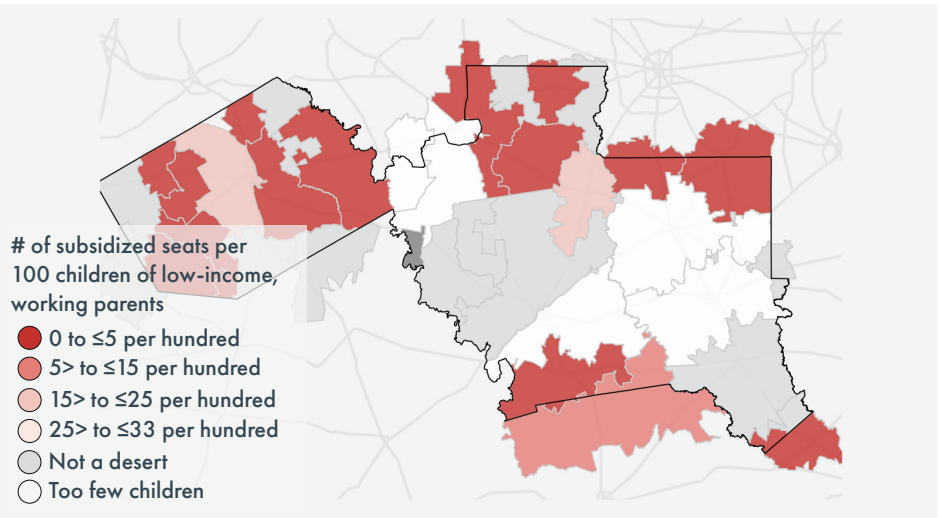 # of subsidized seats per
100 children of low-income,
working parents
0 to ≤5 per hundred
5> to ≤15 per hundred
15> to ≤25 per hundred
25> to ≤33 per hundred
Not a desert
Too few children